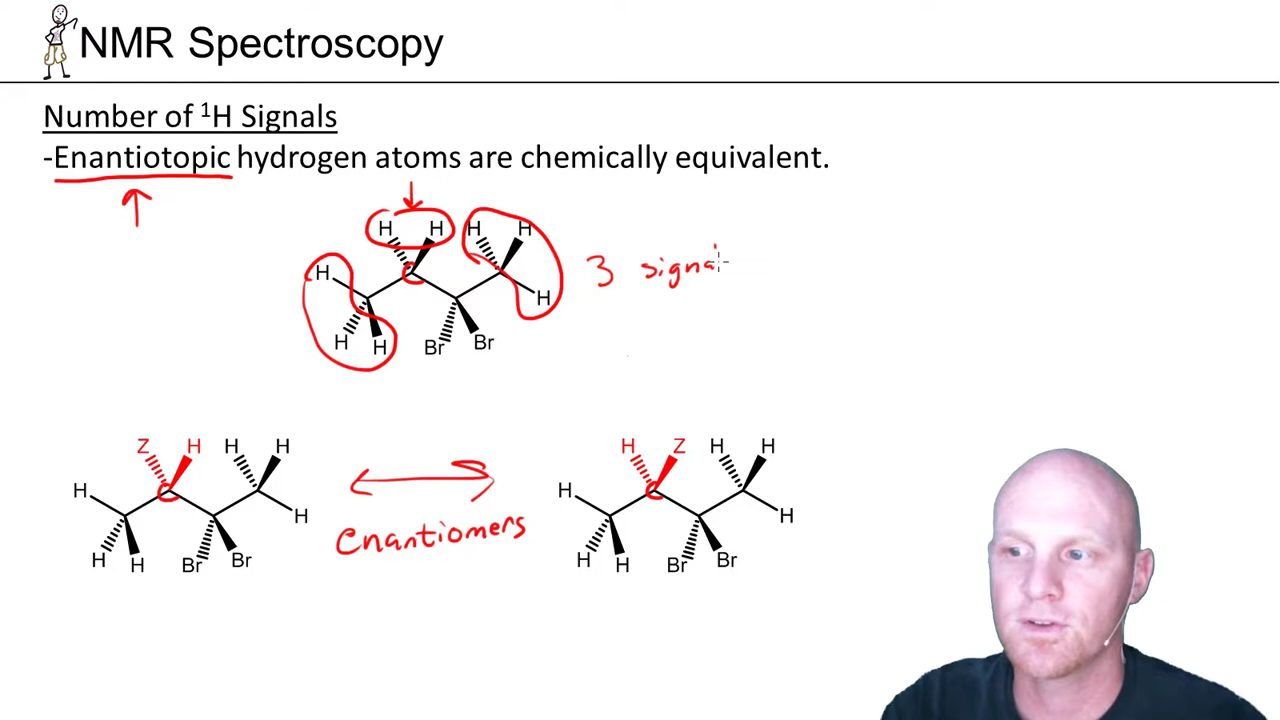 NMR Spectroscopy
Number of ¹H Signals
-Enantiotopic hydrogen atoms are chemically equivalent.
H H H H
H C H
H H Br Br
3 signa
Z H H H H Z H H
H C H H C H
H H Br Br H H Br Br
enantiomers